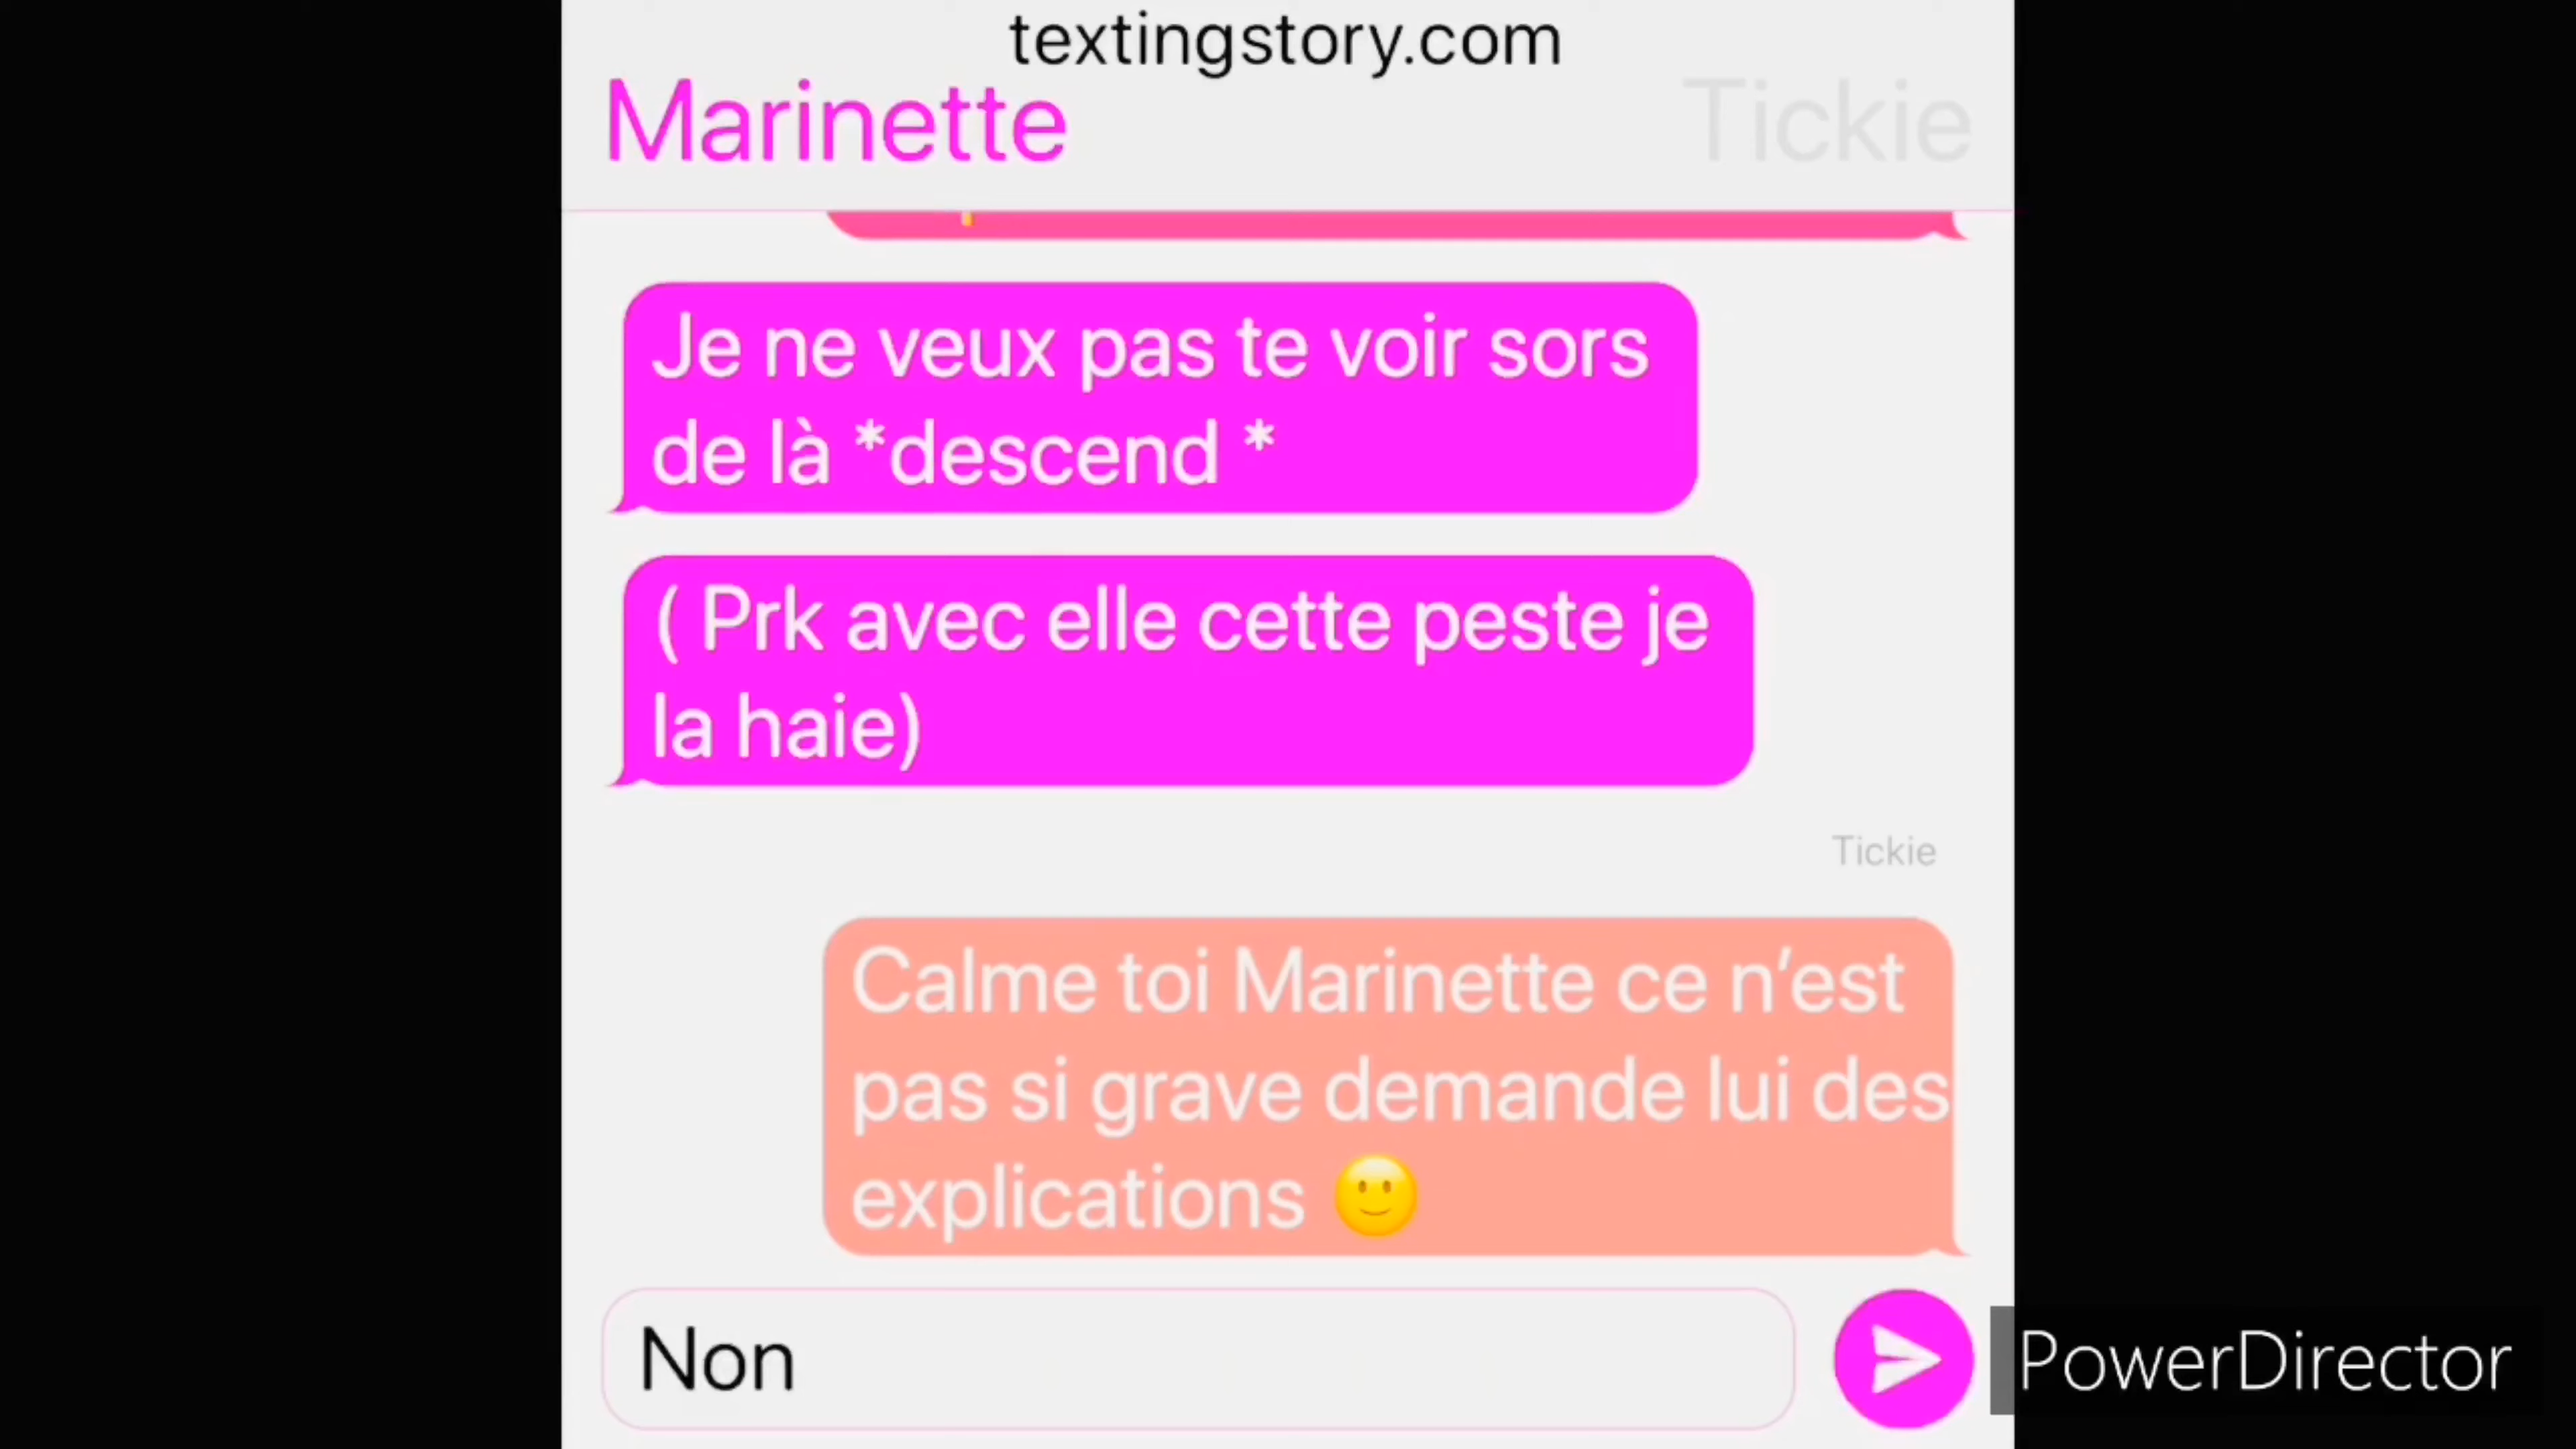 textingstory.com
Marinette Tickie
Je ne veux pas te voir sors
de là *descend *
( Prk avec elle cette peste je
la haie)
Tickie
Calme toi Marinette ce n’est
pas si grave demande lui des
explications 🙂
Non
PowerDirector